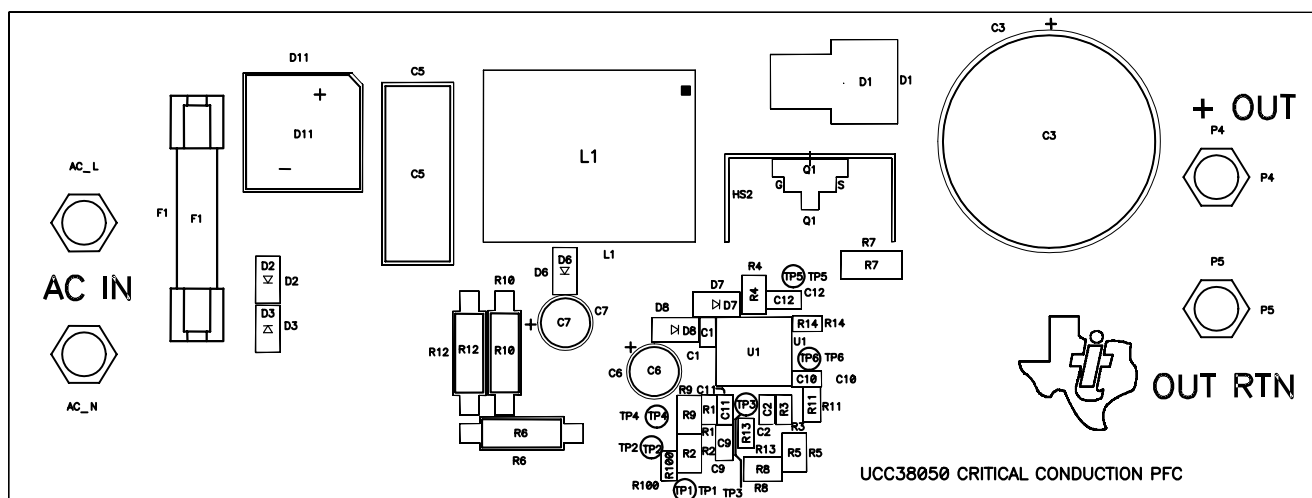 C3
+
D11
C5
D1
D1
+
D11
+ OUT
P4
L1
C3
AC_L
C5
Q1
P4
G
S
HS2
F1
F1
Q1
L1
R7
D6
D6
R7
P5
D2
D2
R4
TP5
TP5
AC IN
R10
D7
R4
C12
C12
D3
D3
C7
C7
+
D7
P5
D8
D8
C1
R14
R14
R12
R12
R10
+
C1
U1
U1
TP6
TP6
C6
C6
C10
C10
OUT RTN
AC_N
R9
C11
TP4
TP4
R9
R1
C11
TP3
C2
R3
R11
R11
R6
R1
R13
C2
R3
TP2
TP2
R2
R2
C9
R13
R5
R5
R6
R100
C9
R8
UCC38050 CRITICAL CONDUCTION PFC
R100
TP1
TP1
TP3
R8